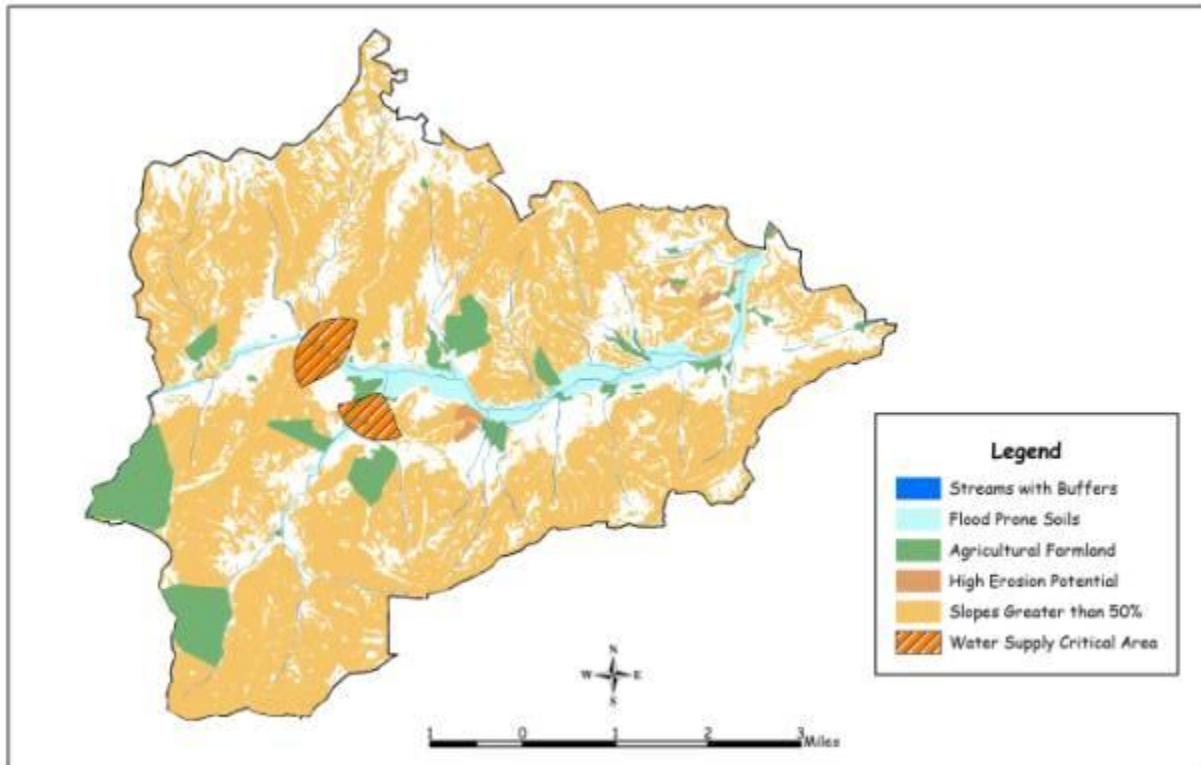 Legend
Streams with Buffers
Flood Prone Soils
Agricultural Farmland
High Erosion Potential
Slopes Greater than 50%
Water Supply Critical Area
N
W E
S
1 0 1 2 3
Miles